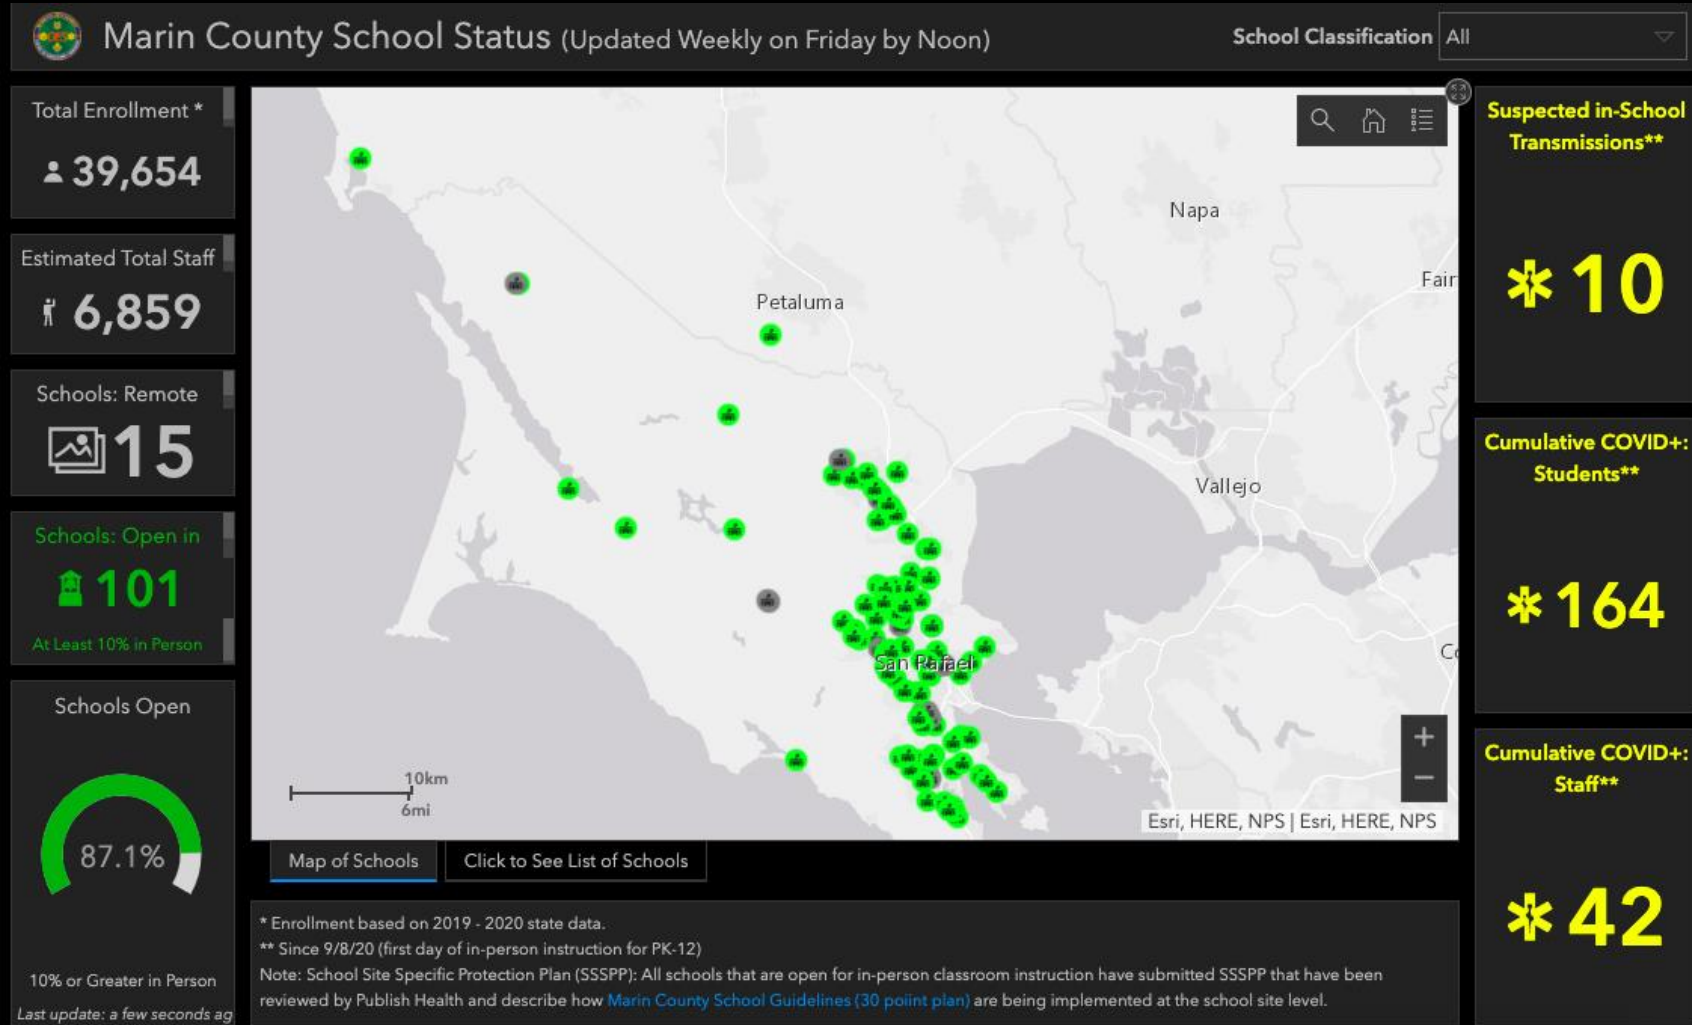 Marin County School Status (Updated Weekly on Friday by Noon)
School Classification All
Total Enrollment *
39,654
Estimated Total Staff
6,859
Schools: Remote
15
Schools: Open in
101
At Least 10% in Person
Schools Open
87.1%
10% or Greater in Person
Last update: a few seconds ag
Napa
Fair
Petaluma
Vallejo
San Rafael
Co
10km
6mi
+
−
Esri, HERE, NPS | Esri, HERE, NPS
Map of Schools
Click to See List of Schools
* Enrollment based on 2019 - 2020 state data.
** Since 9/8/20 (first day of in-person instruction for PK-12)
Note: School Site Specific Protection Plan (SSSPP): All schools that are open for in-person classroom instruction have submitted SSSPP that have been
reviewed by Publish Health and describe how Marin County School Guidelines (30 poiint plan) are being implemented at the school site level.
Suspected in-School
Transmissions**
10
Cumulative COVID+:
Students**
164
Cumulative COVID+:
Staff**
42